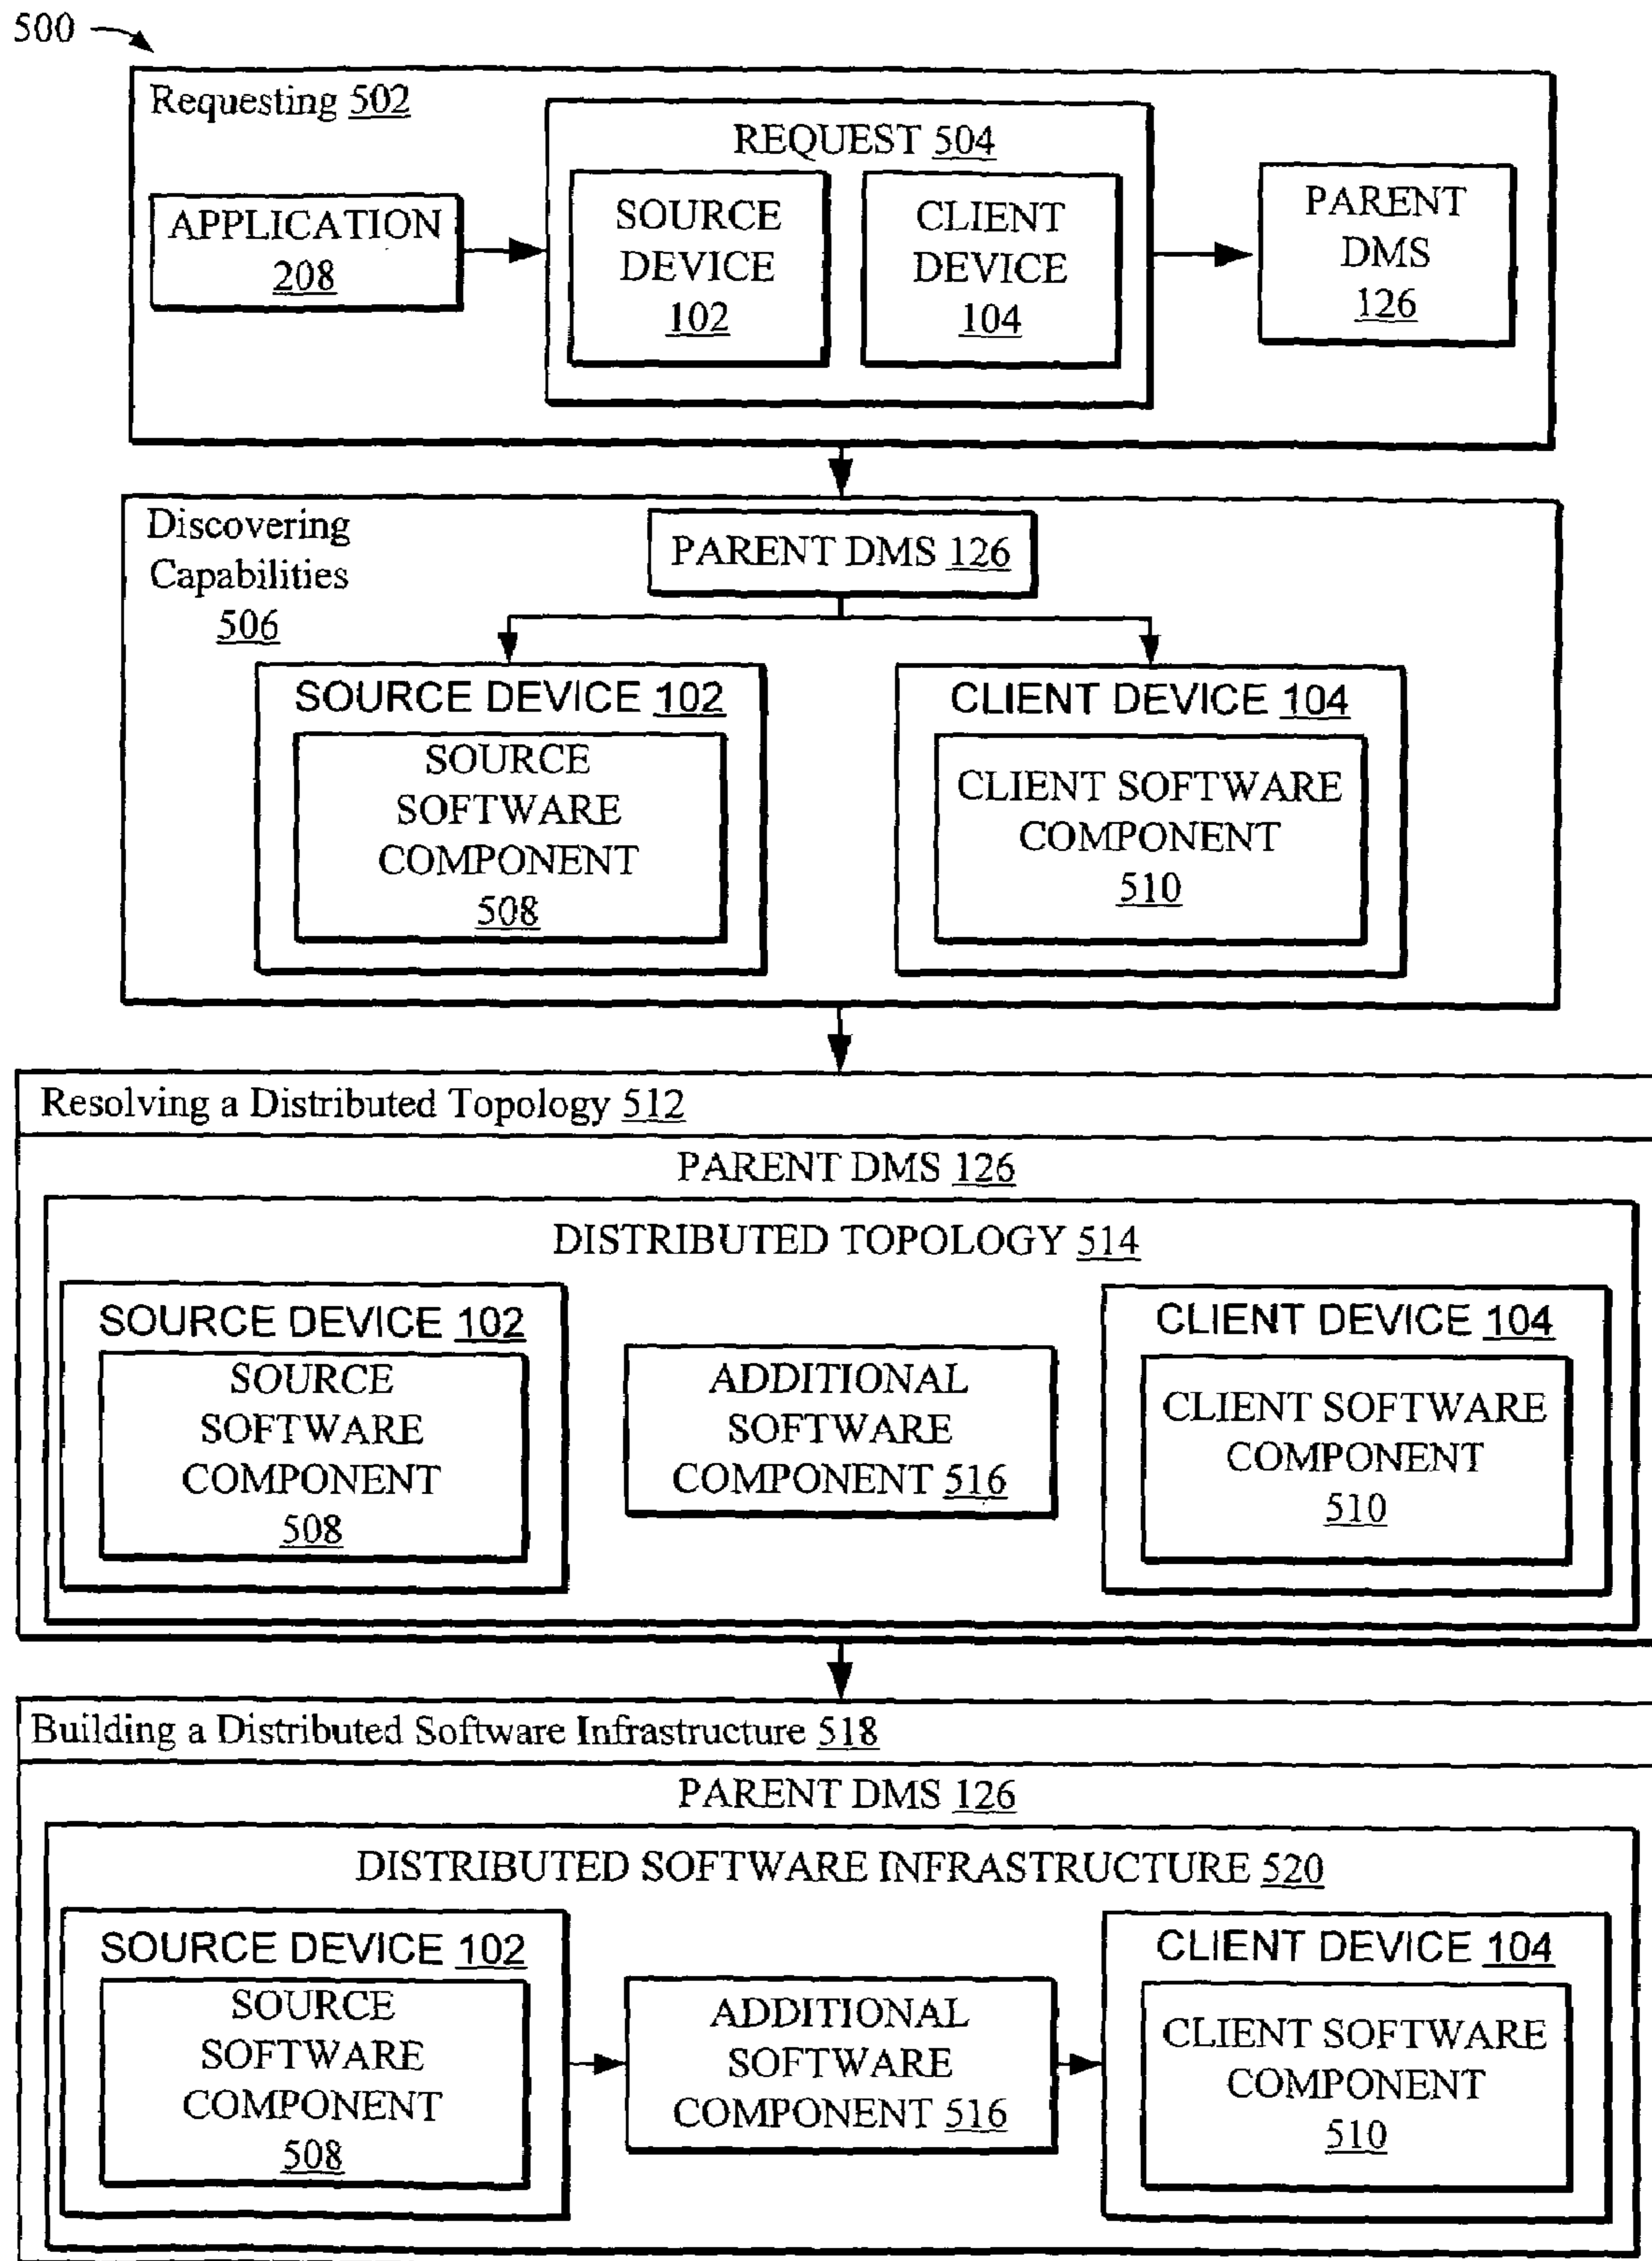 500
Requesting 502
REQUEST 504
APPLICATION
208
SOURCE
DEVICE
102
CLIENT
DEVICE
104
PARENT
DMS
126
Discovering
Capabilities
506
PARENT DMS 126
SOURCE DEVICE 102
SOURCE
SOFTWARE
COMPONENT
508
CLIENT DEVICE 104
CLIENT SOFTWARE
COMPONENT
510
Resolving a Distributed Topology 512
PARENT DMS 126
DISTRIBUTED TOPOLOGY 514
SOURCE DEVICE 102
SOURCE
SOFTWARE
COMPONENT
508
ADDITIONAL
SOFTWARE
COMPONENT 516
CLIENT DEVICE 104
CLIENT SOFTWARE
COMPONENT
510
Building a Distributed Software Infrastructure 518
PARENT DMS 126
DISTRIBUTED SOFTWARE INFRASTRUCTURE 520
SOURCE DEVICE 102
SOURCE
SOFTWARE
COMPONENT
508
ADDITIONAL
SOFTWARE
COMPONENT 516
CLIENT DEVICE 104
CLIENT SOFTWARE
COMPONENT
510